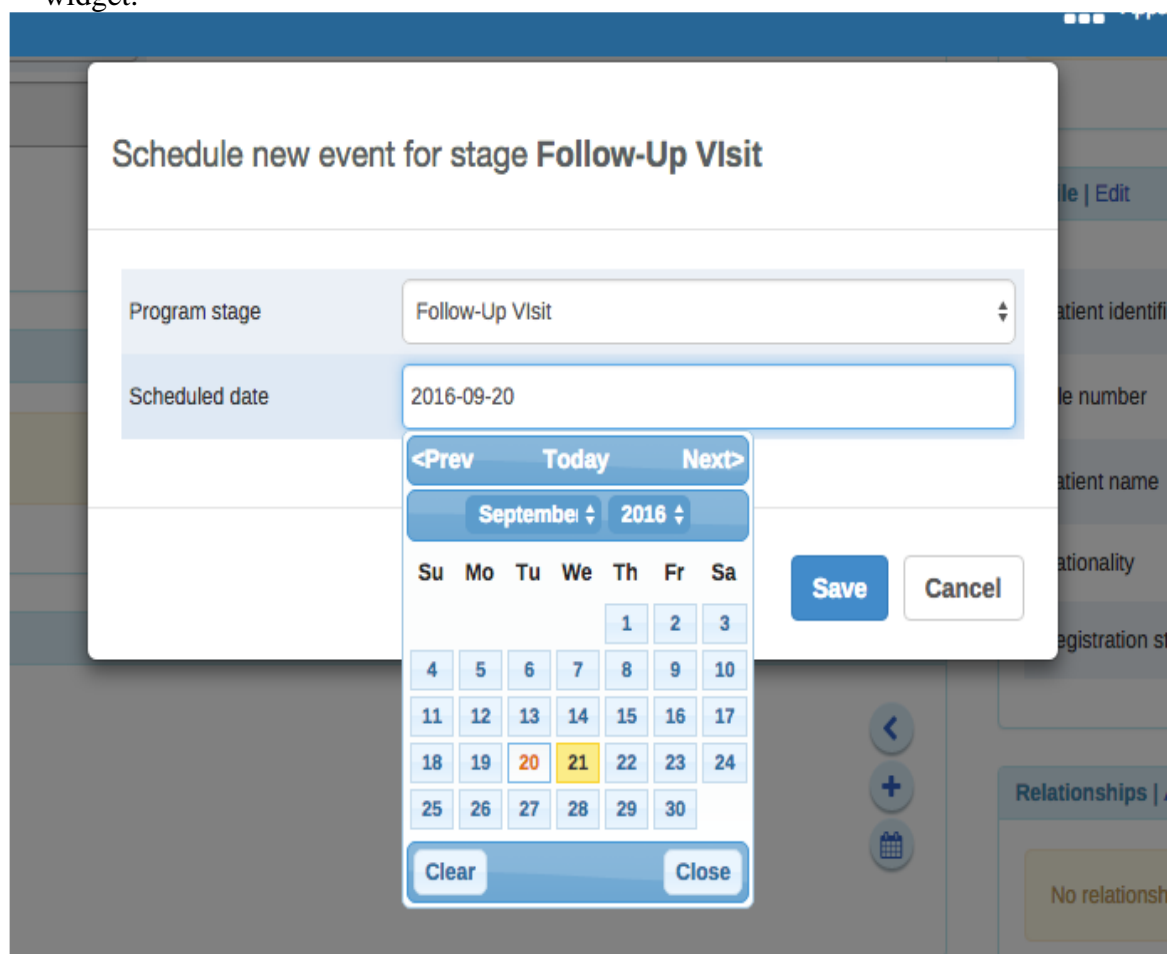 widget.
Schedule new event for stage Follow-Up VIsit
Program stage
Follow-Up VIsit
Scheduled date
2016-09-20
<Prev Today Next>
September 2016
Su Mo Tu We Th Fr Sa
1 2 3
4 5 6 7 8 9 10
11 12 13 14 15 16 17
18 19 20 21 22 23 24
25 26 27 28 29 30
Clear Close
Save Cancel
| Edit
number
name
Relationships |
No